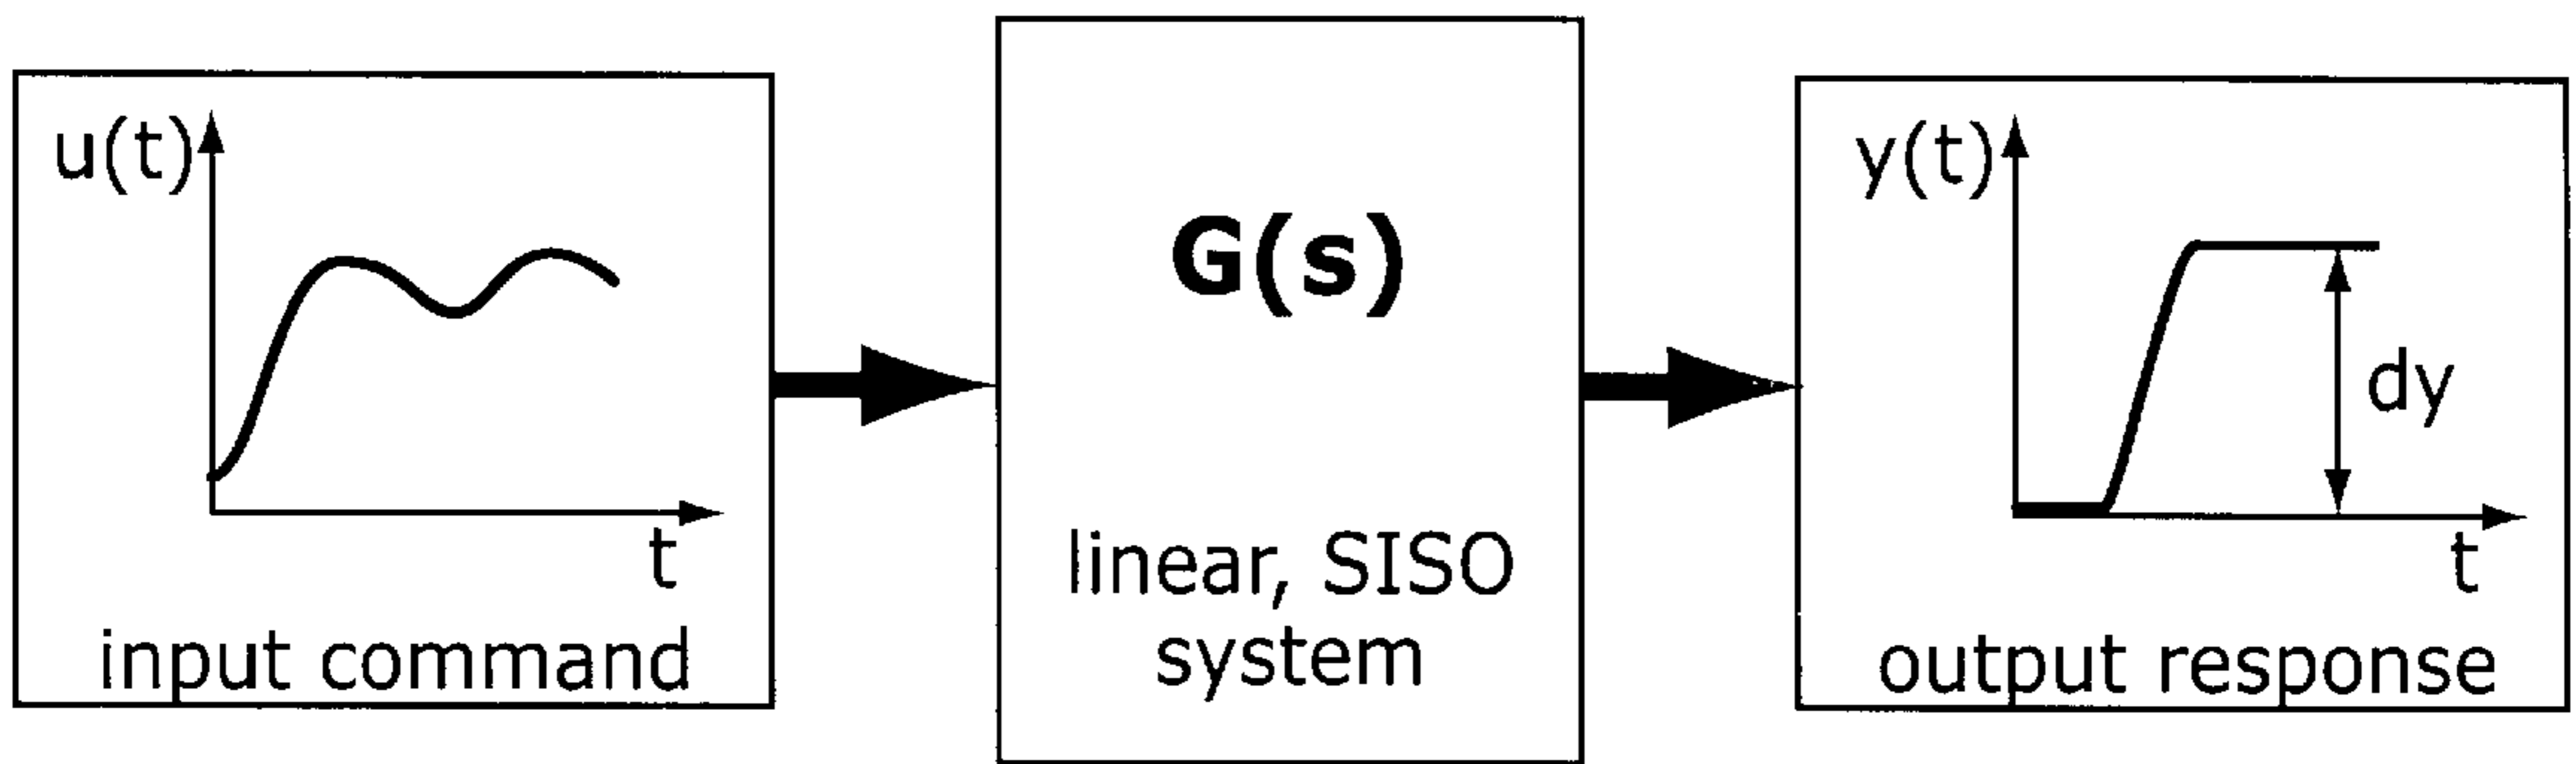 u(t)
t
input command
G(s)
linear, SISO
system
y(t)
dy
t
output response